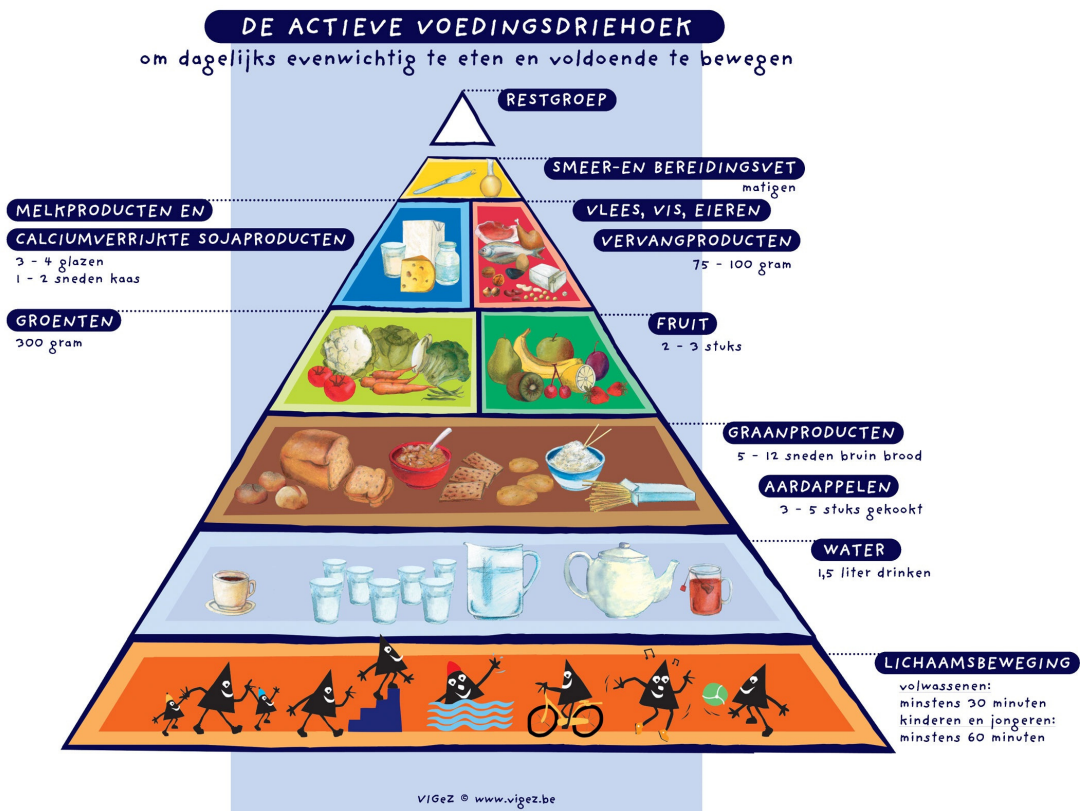 DE ACTIEVE VOEDINGSDRIEHOEK
om dagelijks evenwichtig te eten en voldoende te bewegen
RESTGROEP
SMEER-EN BEREIDINGSVET
matigen
MELKPRODUCTEN EN
CALCIUMVERRIJKTE SOJAPRODUCTEN
3 - 4 glazen
1 - 2 sneden kaas
VLEES, VIS, EIEREN
VERVANGPRODUCTEN
75 - 100 gram
GROENTEN
300 gram
FRUIT
2 - 3 stuks
GRAANPRODUCTEN
5 - 12 sneden bruin brood
AARDAPPELEN
3 - 5 stuks gekookt
WATER
1,5 liter drinken
LICHAAMSBEWEGING
volwassenen:
minstens 30 minuten
kinderen en jongeren:
minstens 60 minuten
VIGeZ © www.vigez.be